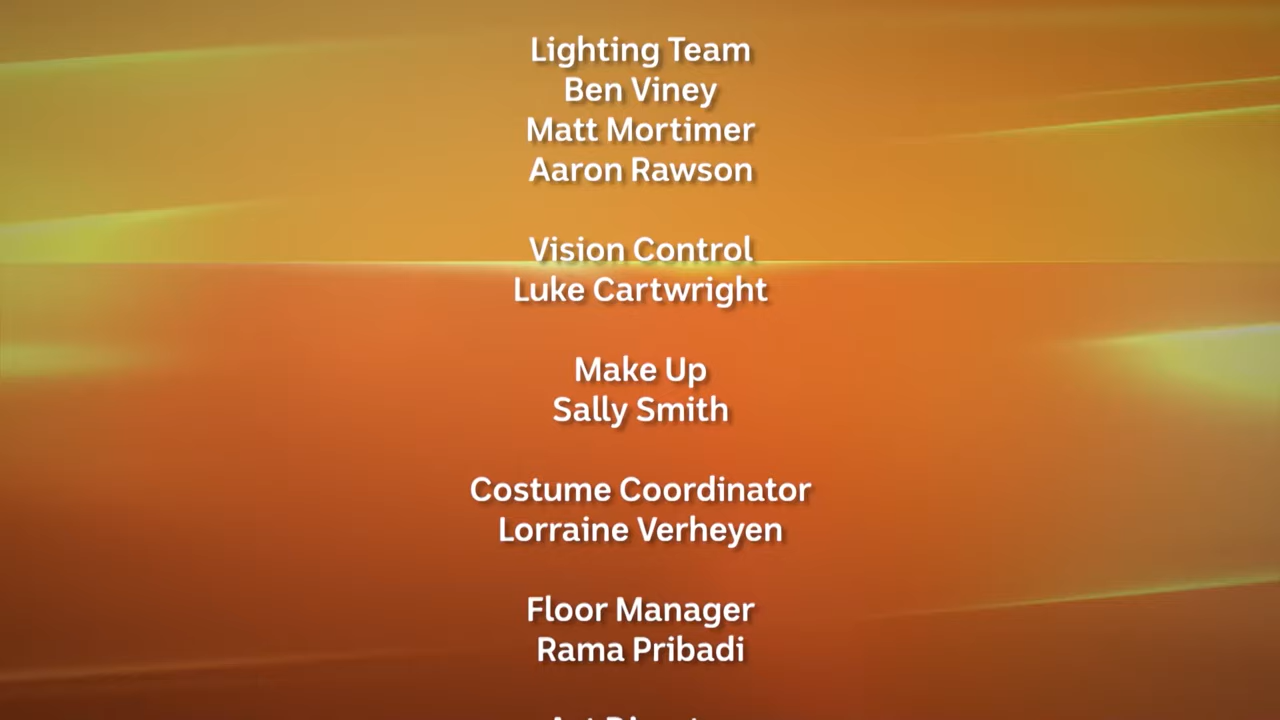 Lighting Team
Ben Viney
Matt Mortimer
Aaron Rawson
Vision Control
Luke Cartwright
Make Up
Sally Smith
Costume Coordinator
Lorraine Verheyen
Floor Manager
Rama Pribadi